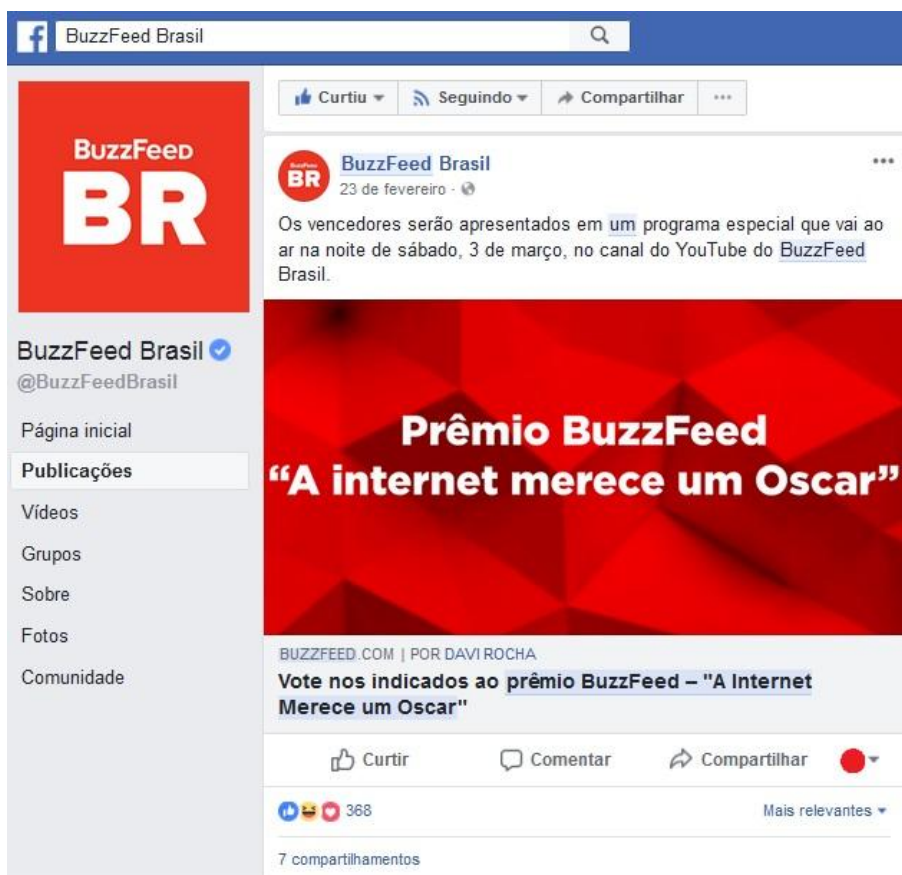 BuzzFeed Brasil
Curtiu
Seguindo
Compartilhar
BuzzFeed
BR
BuzzFeed Brasil
@BuzzFeedBrasil
Página inicial
Publicações
Vídeos
Grupos
Sobre
Fotos
Comunidade
BuzzFeed
BR
BuzzFeed Brasil
23 de fevereiro ·
Os vencedores serão apresentados em um programa especial que vai ao
ar na noite de sábado, 3 de março, no canal do YouTube do BuzzFeed
Brasil.
Prêmio BuzzFeed
“A internet merece um Oscar”
BUZZFEED.COM | POR DAVI ROCHA
Vote nos indicados ao prêmio BuzzFeed – "A Internet
Merece um Oscar"
Curtir
Comentar
Compartilhar
368
Mais relevantes
7 compartilhamentos